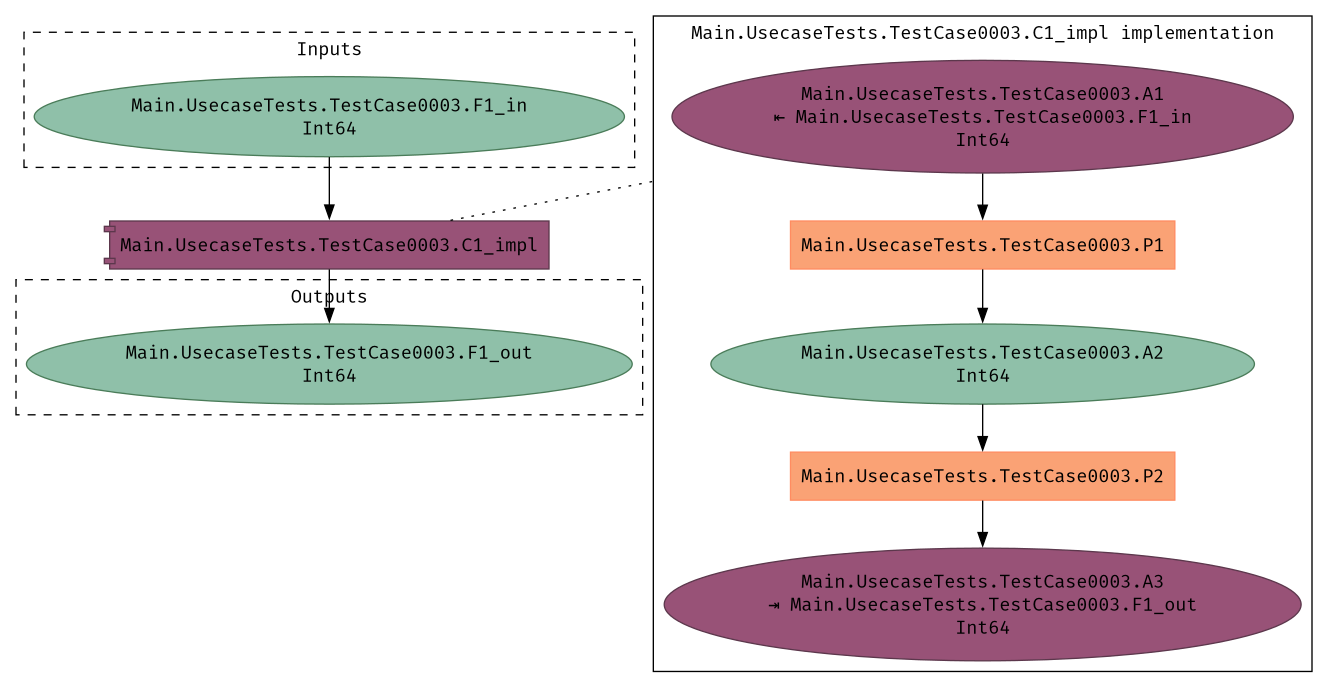 Inputs
Main.UsecaseTests.TestCase0003.F1_in
Int64
Main.UsecaseTests.TestCase0003.C1_impl
Outputs
Main.UsecaseTests.TestCase0003.F1_out
Int64
Main.UsecaseTests.TestCase0003.C1_impl implementation
Main.UsecaseTests.TestCase0003.A1
⇤ Main.UsecaseTests.TestCase0003.F1_in
Int64
Main.UsecaseTests.TestCase0003.P1
Main.UsecaseTests.TestCase0003.A2
Int64
Main.UsecaseTests.TestCase0003.P2
Main.UsecaseTests.TestCase0003.A3
⇥ Main.UsecaseTests.TestCase0003.F1_out
Int64